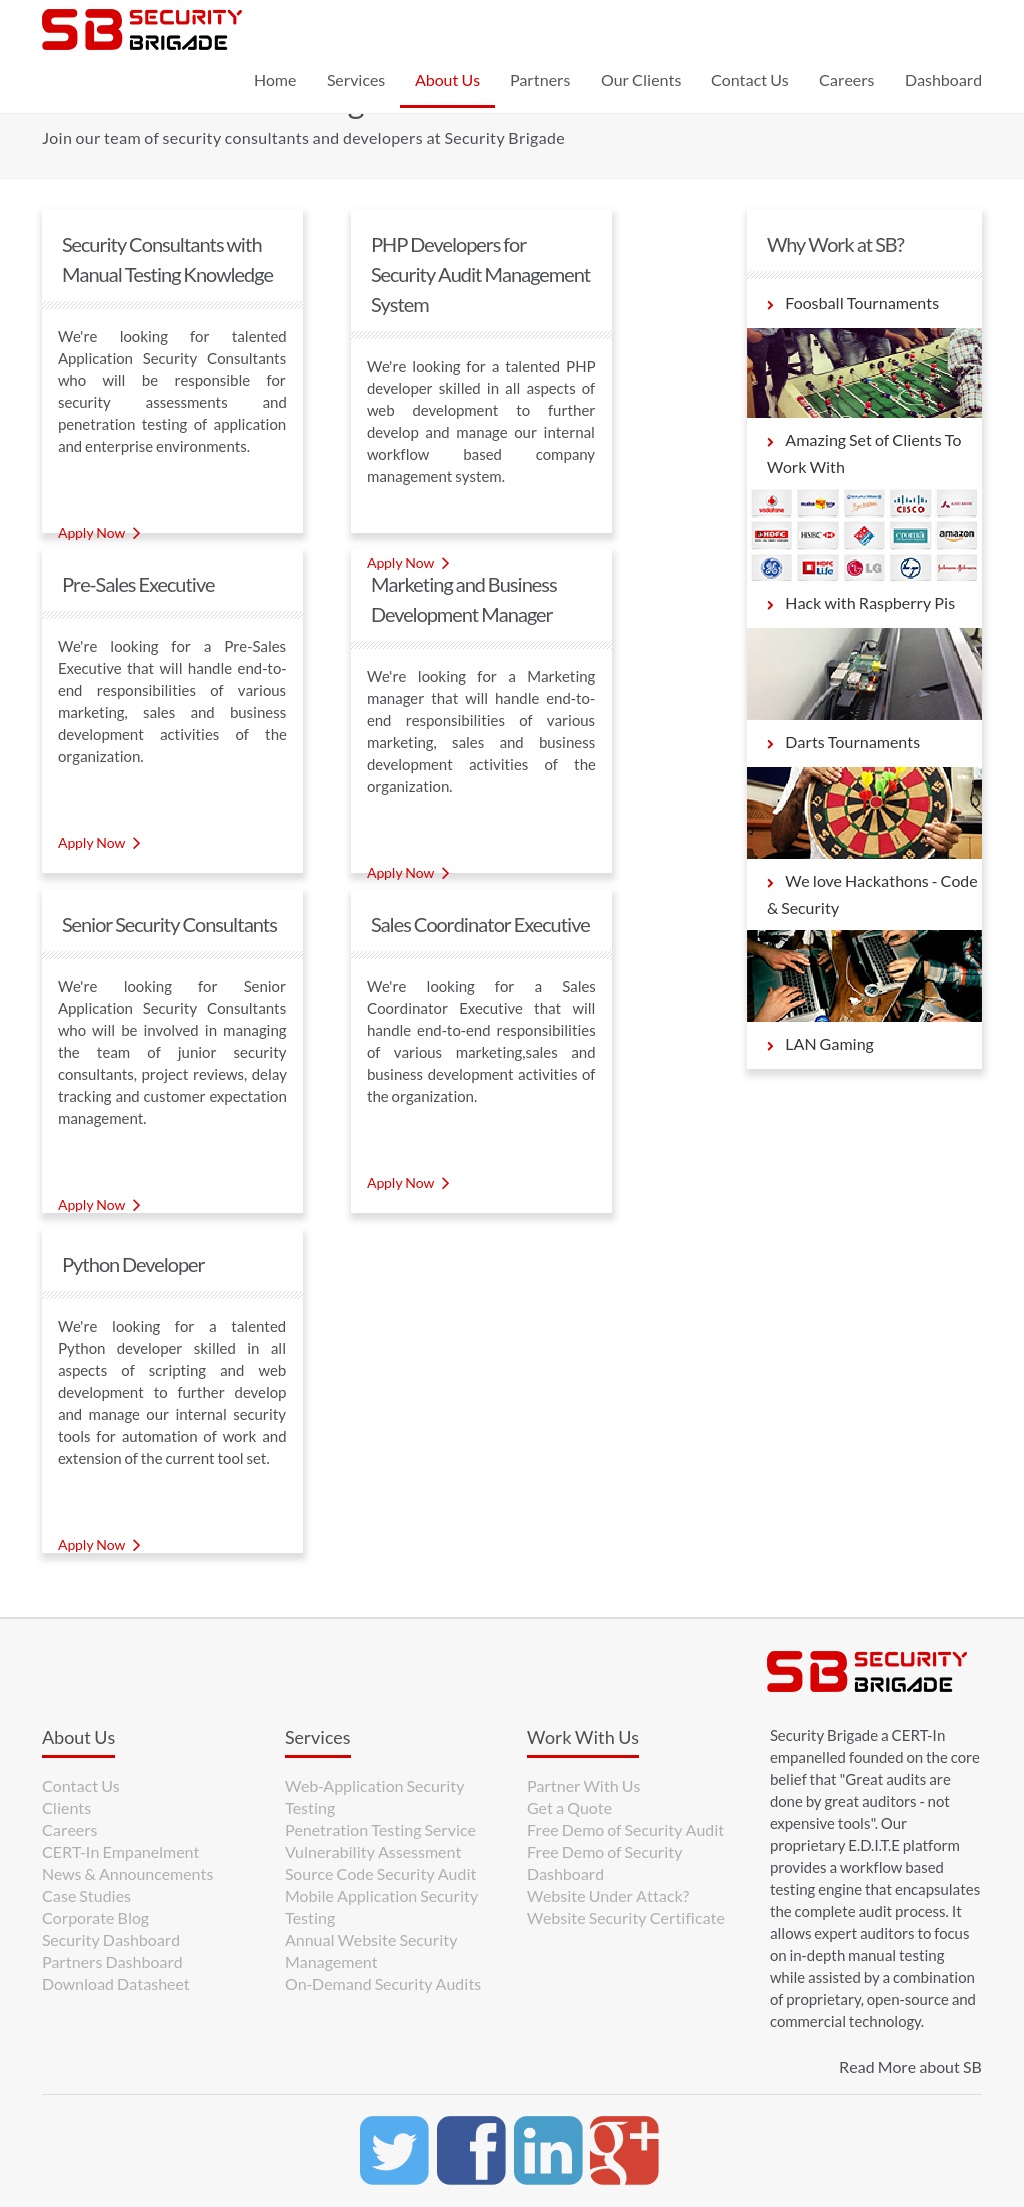 SB SECURITY
BRIGADE
Home Services About Us Partners Our Clients Contact Us Careers Dashboard
Join our team of security consultants and developers at Security Brigade
Security Consultants with
Manual Testing Knowledge
We're looking for talented
Application Security Consultants
who will be responsible for
security assessments and
penetration testing of application
and enterprise environments.
Apply Now
PHP Developers for
Security Audit Management
System
We're looking for a talented PHP
developer skilled in all aspects of
web development to further
develop and manage our internal
workflow based company
management system.
Apply Now
Pre-Sales Executive
We're looking for a Pre-Sales
Executive that will handle end-to-
end responsibilities of various
marketing, sales and business
development activities of the
organization.
Apply Now
Marketing and Business
Development Manager
We're looking for a Marketing
manager that will handle end-to-
end responsibilities of various
marketing, sales and business
development activities of the
organization.
Apply Now
Senior Security Consultants
We're looking for Senior
Application Security Consultants
who will be involved in managing
the team of junior security
consultants, project reviews, delay
tracking and customer expectation
management.
Apply Now
Sales Coordinator Executive
We're looking for a Sales
Coordinator Executive that will
handle end-to-end responsibilities
of various marketing,sales and
business development activities of
the organization.
Apply Now
Python Developer
We're looking for a talented
Python developer skilled in all
aspects of scripting and web
development to further develop
and manage our internal security
tools for automation of work and
extension of the current tool set.
Apply Now
Why Work at SB?
Foosball Tournaments
Amazing Set of Clients To
Work With
vodafone
CISCO
HDFC
HSBC
croma
amazon
HDFC
Life
LG
Johnson & Johnson
Hack with Raspberry Pis
Darts Tournaments
We love Hackathons - Code
& Security
LAN Gaming
SB SECURITY
BRIGADE
About Us
Contact Us
Clients
Careers
CERT-In Empanelment
News & Announcements
Case Studies
Corporate Blog
Security Dashboard
Partners Dashboard
Download Datasheet
Services
Web-Application Security
Testing
Penetration Testing Service
Vulnerability Assessment
Source Code Security Audit
Mobile Application Security
Testing
Annual Website Security
Management
On-Demand Security Audits
Work With Us
Partner With Us
Get a Quote
Free Demo of Security Audit
Free Demo of Security
Dashboard
Website Under Attack?
Website Security Certificate
Security Brigade a CERT-In
empanelled founded on the core
belief that "Great audits are
done by great auditors - not
expensive tools". Our
proprietary E.D.I.T.E platform
provides a workflow based
testing engine that encapsulates
the complete audit process. It
allows expert auditors to focus
on in-depth manual testing
while assisted by a combination
of proprietary, open-source and
commercial technology.
Read More about SB